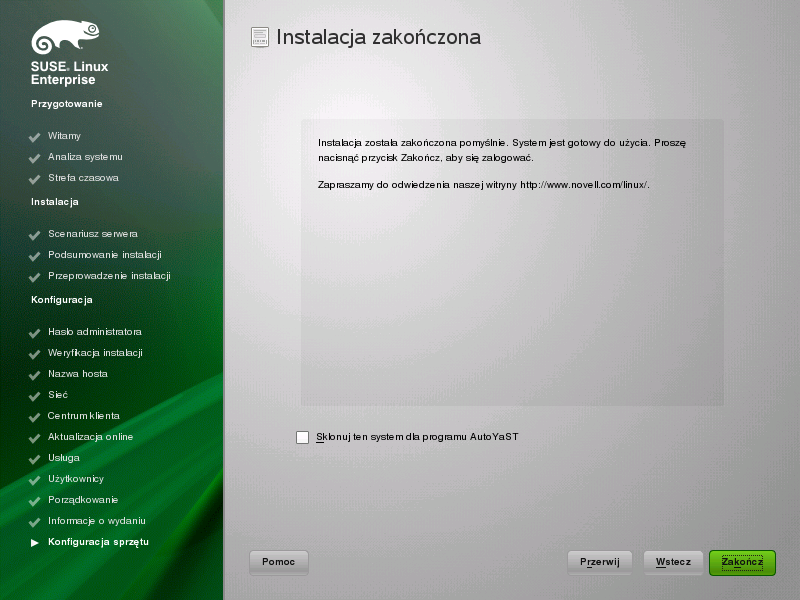 SUSE® Linux
Enterprise
Przygotowanie
Witamy
Analiza systemu
Strefa czasowa
Instalacja
Scenariusz serwera
Podsumowanie instalacji
Przeprowadzenie instalacji
Konfiguracja
Hasło administratora
Weryfikacja instalacji
Nazwa hosta
Sieć
Centrum klienta
Aktualizacja online
Usługa
Użytkownicy
Porządkowanie
Informacje o wydaniu
Konfiguracja sprzętu
Instalacja zakończona
Instalacja została zakończona pomyślnie. System jest gotowy do użycia. Proszę
nacisnąć przycisk Zakończ, aby się zalogować.
Zapraszamy do odwiedzenia naszej witryny http://www.novell.com/linux/.
Sklonuj ten system dla programu AutoYaST
Pomoc
Przerwij
Wstecz
Zakończ